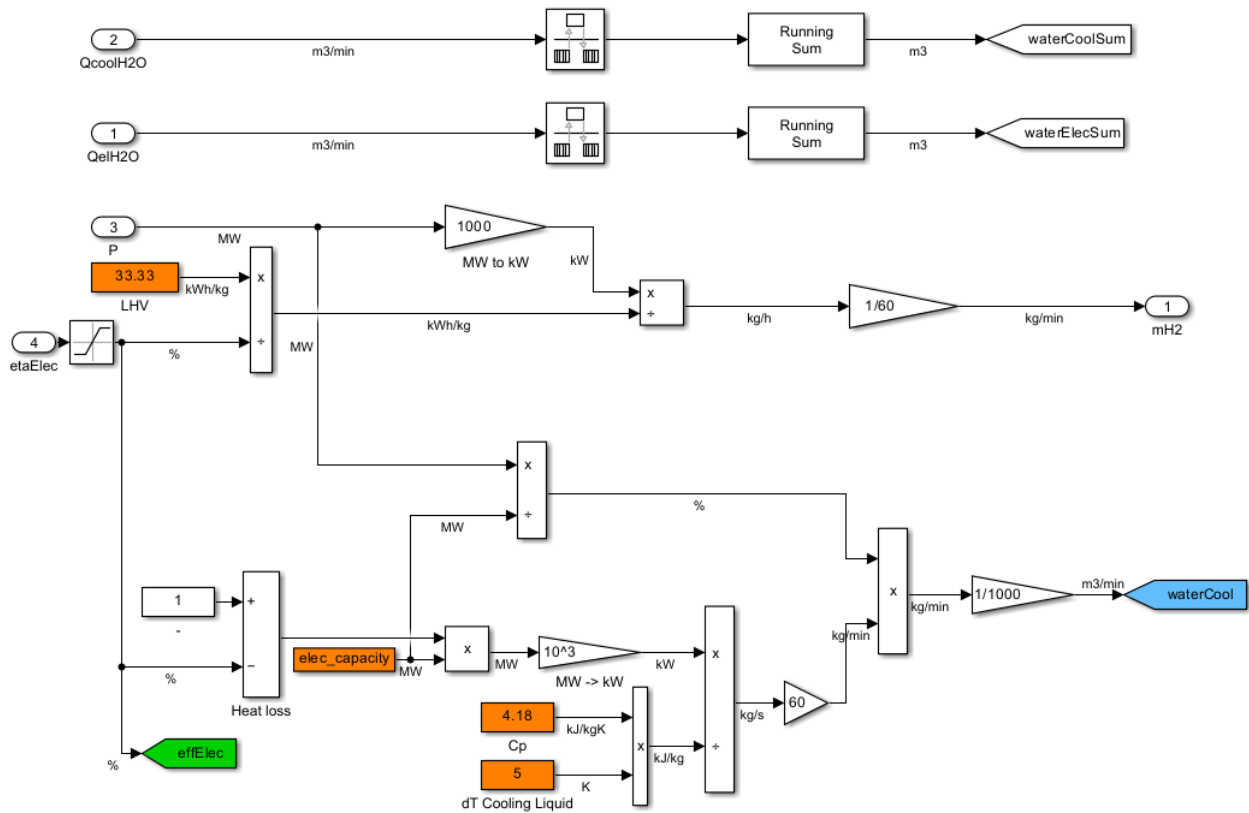 2
QcoolH2O
m3/min
Running
Sum
m3
waterCoolSum
1
QelH2O
m3/min
Running
Sum
m3
waterElecSum
3
P
MW
1000
MW to kW
kW
33.33
LHV
kWh/kg
x
÷
kWh/kg
x
÷
kg/h
1/60
kg/min
1
mH2
4
etaElec
%
MW
x
÷
MW
%
1
-
+
−
%
Heat loss
elec_capacity
MW
x
MW
10^3
MW -> kW
kW
x
÷
kg/s
60
kg/min
x
kg/min
1/1000
m3/min
waterCool
4.18
Cp
kJ/kgK
x
kJ/kg
5
dT Cooling Liquid
K
%
effElec